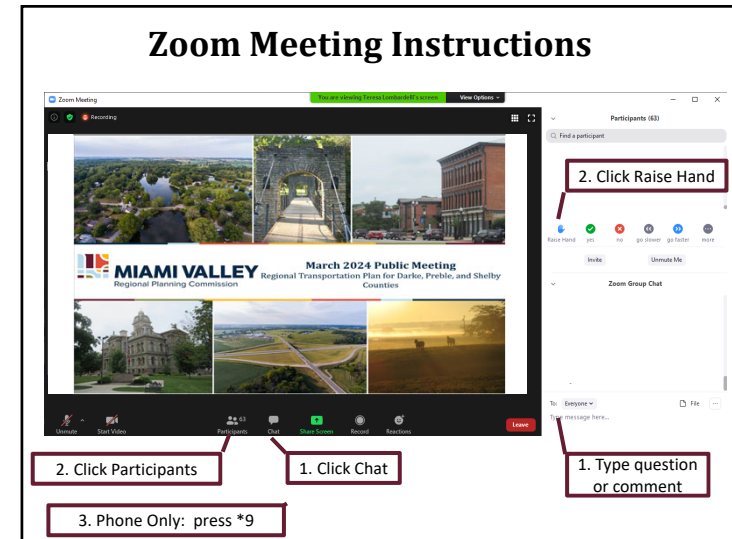 Zoom Meeting Instructions
Zoom Meeting
You are viewing Teresa Lombardelli's screen
View Options
Recording
Participants (63)
Find a participant
2. Click Raise Hand
Raise Hand
yes
no
go slower
go faster
more
Invite
Unmute Me
MIAMI VALLEY
Regional Planning Commission
March 2024 Public Meeting
Regional Transportation Plan for Darke, Preble, and Shelby
Counties
Zoom Group Chat
To: Everyone
File
Type message here...
Unmute
Start Video
63
Participants
Chat
Share Screen
Record
Reactions
Leave
2. Click Participants
1. Click Chat
1. Type question
or comment
3. Phone Only: press *9